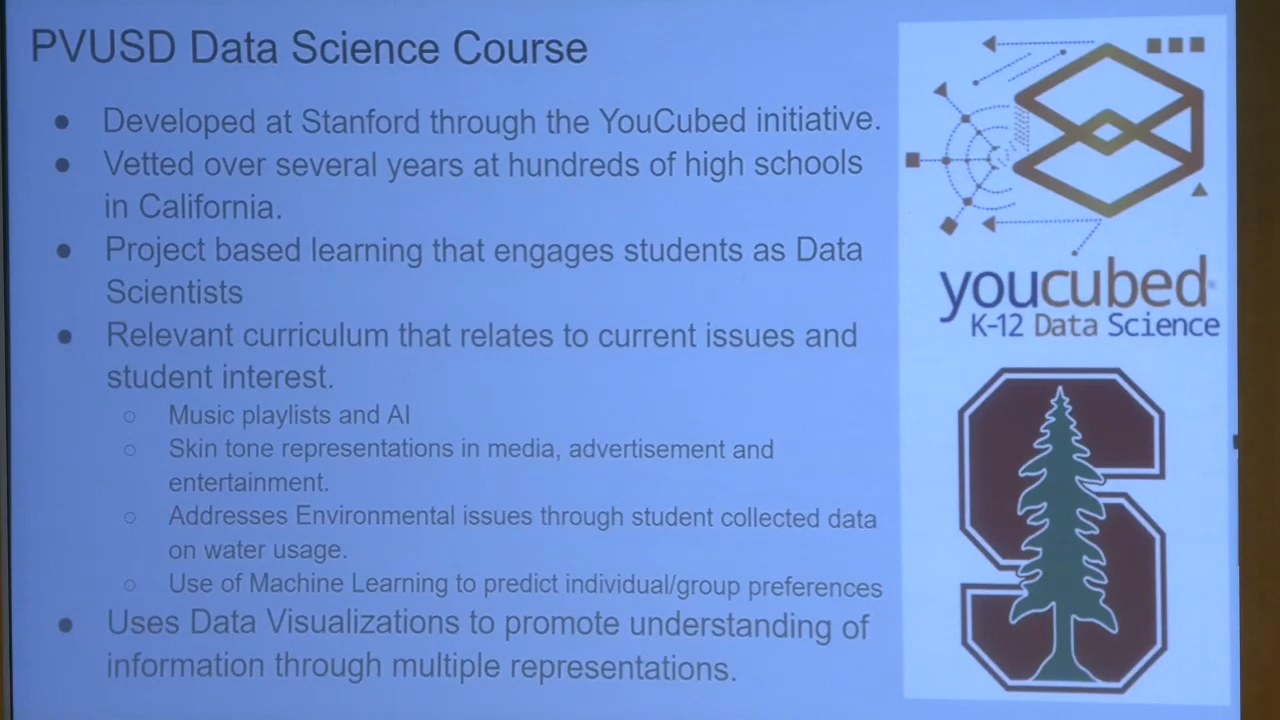 PVUSD Data Science Course
● Developed at Stanford through the YouCubed initiative.
● Vetted over several years at hundreds of high schools
in California.
● Project based learning that engages students as Data
Scientists
● Relevant curriculum that relates to current issues and
student interest.
○ Music playlists and AI
○ Skin tone representations in media, advertisement and
entertainment.
○ Addresses Environmental issues through student collected data
on water usage.
○ Use of Machine Learning to predict individual/group preferences
● Uses Data Visualizations to promote understanding of
information through multiple representations.
youcubed
K-12 Data Science
S